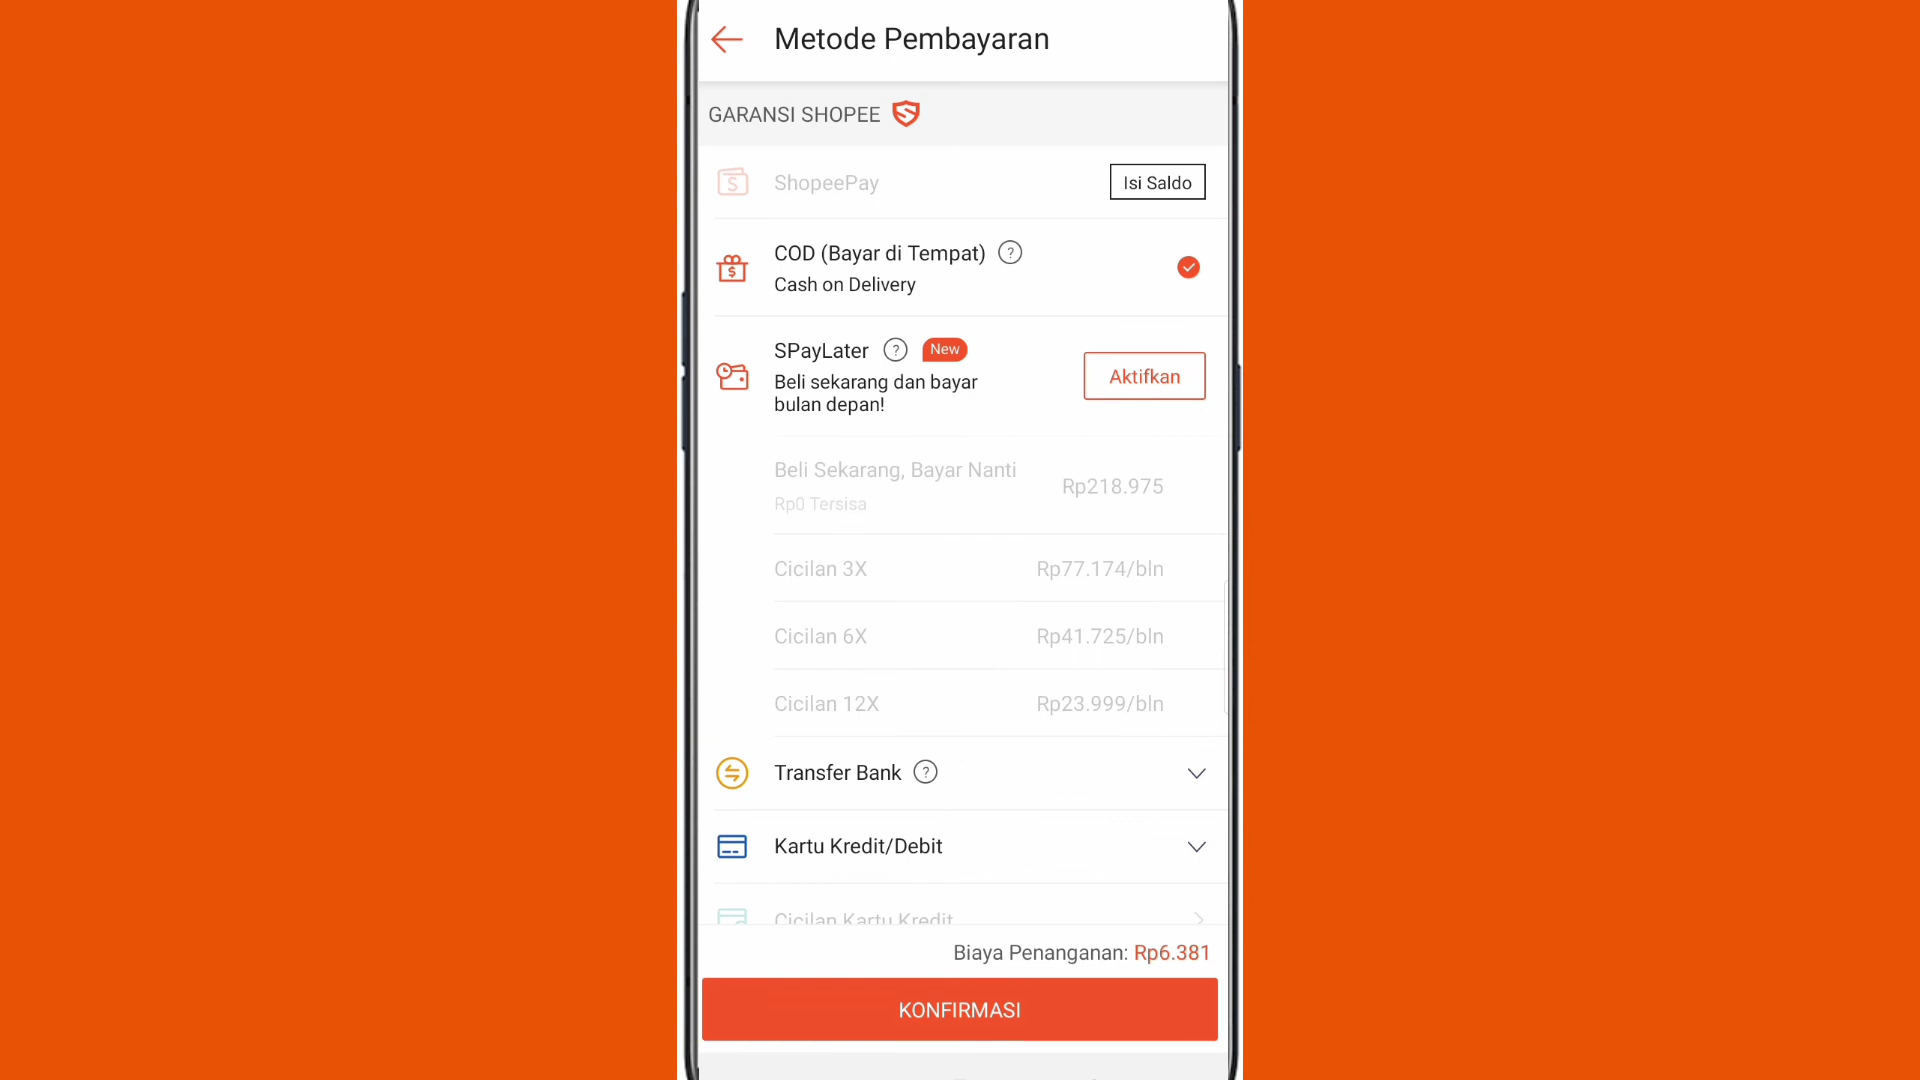 Metode Pembayaran
GARANSI SHOPEE
ShopeePay
Isi Saldo
COD (Bayar di Tempat) ?
Cash on Delivery
SPayLater ? New
Beli sekarang dan bayar
bulan depan!
Aktifkan
Beli Sekarang, Bayar Nanti
Rp0 Tersisa
Rp218.975
Cicilan 3X Rp77.174/bln
Cicilan 6X Rp41.725/bln
Cicilan 12X Rp23.999/bln
Transfer Bank ?
Kartu Kredit/Debit
Cicilan Kartu Kredit
Biaya Penanganan: Rp6.381
KONFIRMASI